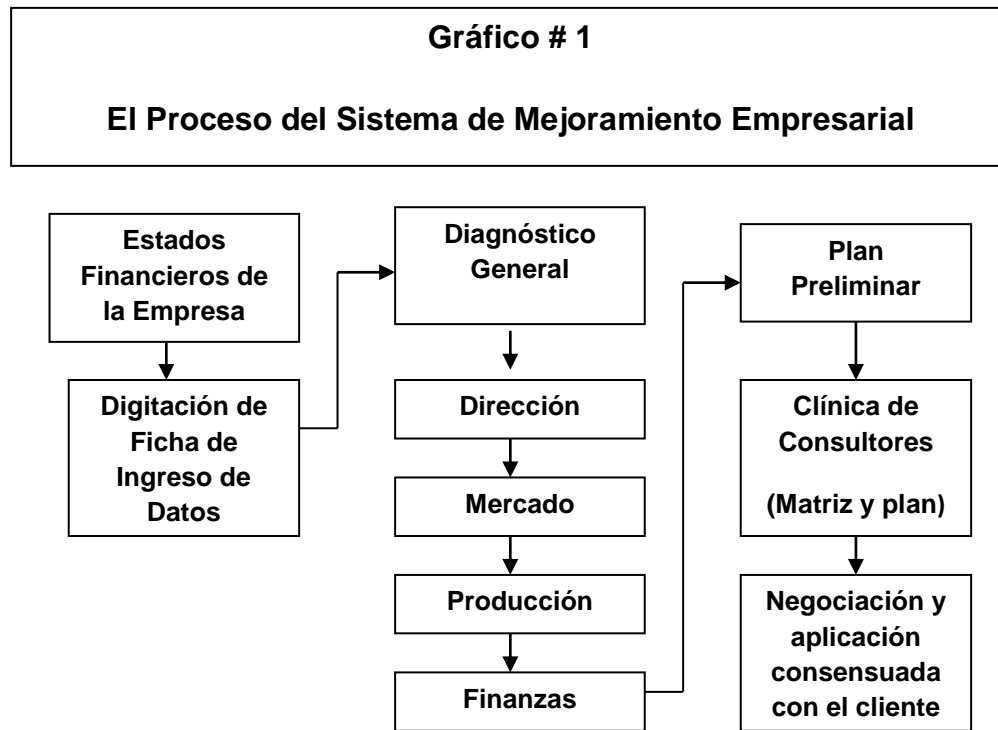 Gráfico # 1
El Proceso del Sistema de Mejoramiento Empresarial
Estados
Financieros de
la Empresa
Digitación de
Ficha de
Ingreso de
Datos
Diagnóstico
General
Dirección
Mercado
Producción
Finanzas
Plan
Preliminar
Clínica de
Consultores
(Matriz y plan)
Negociación y
aplicación
consensuada
con el cliente